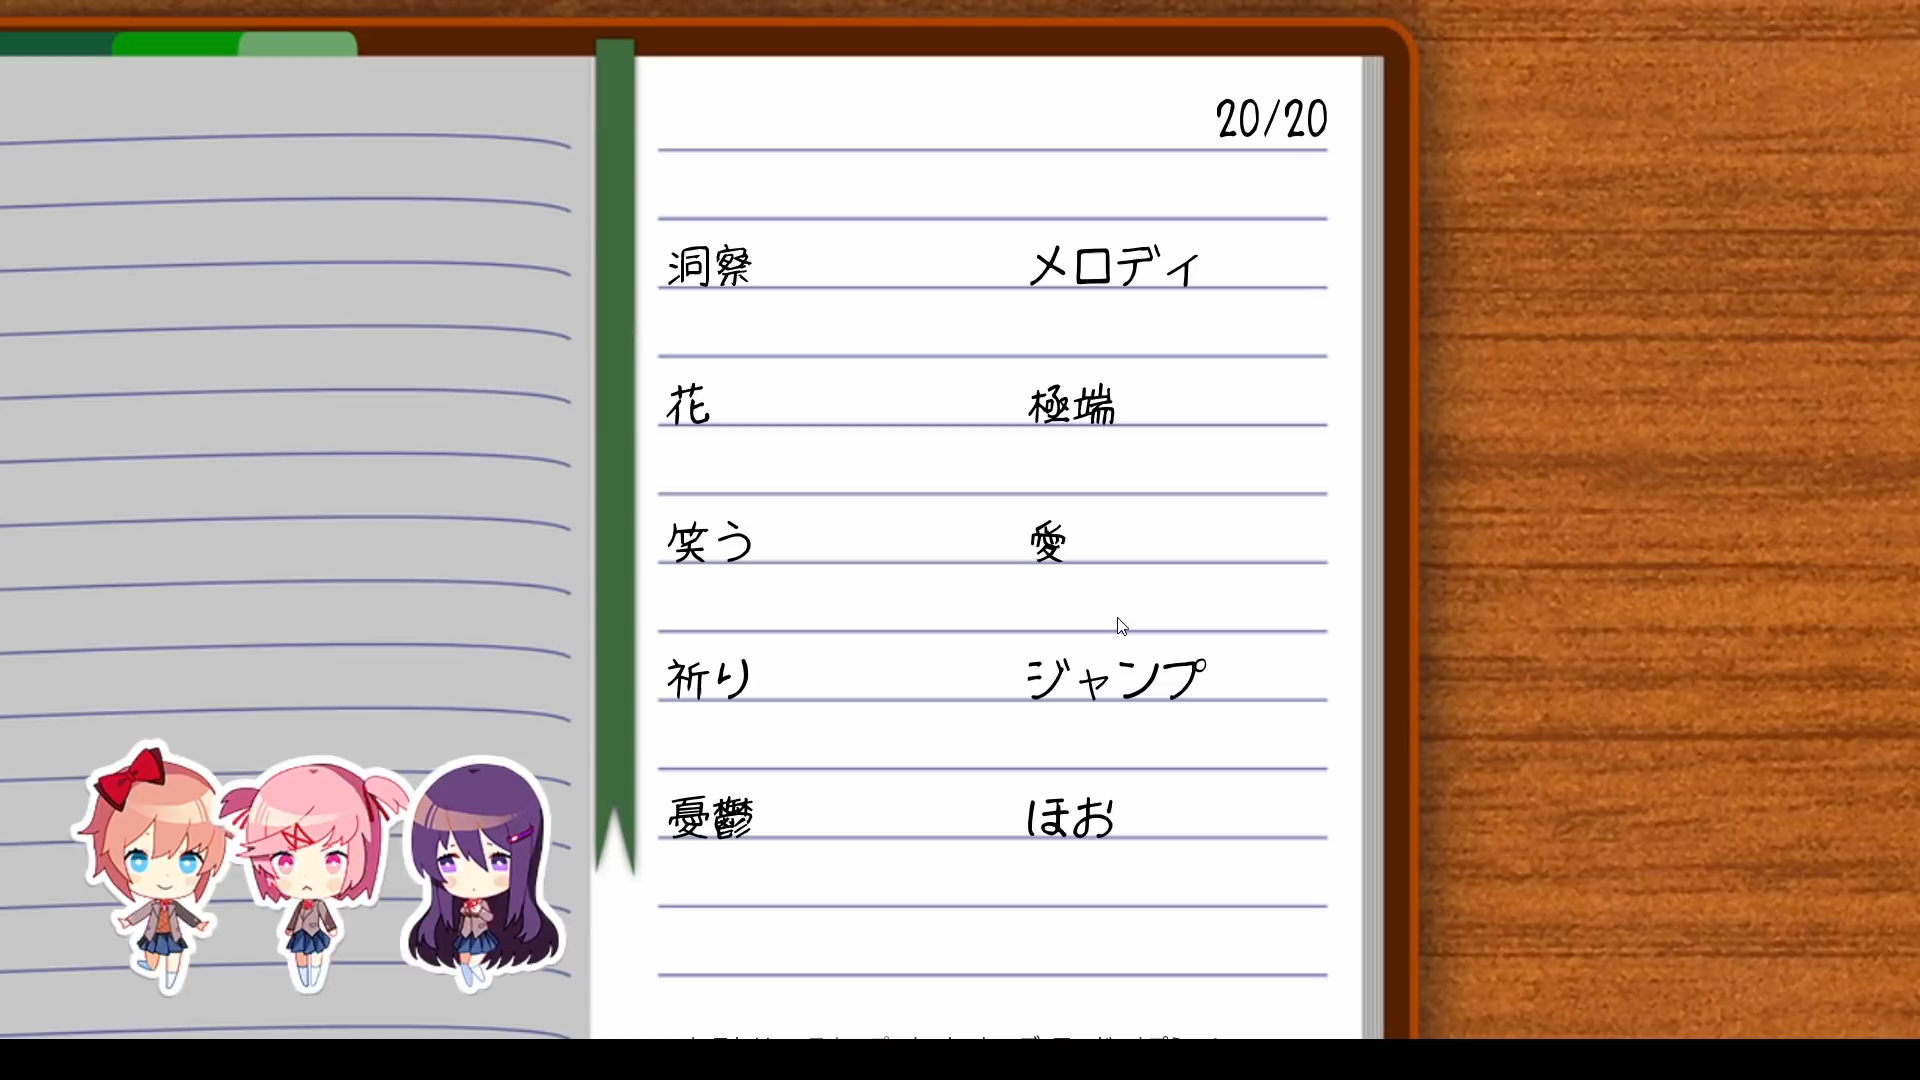 20/20
洞察 メロディ
花 極端
笑う 愛
祈り ジャンプ
憂鬱 ほお